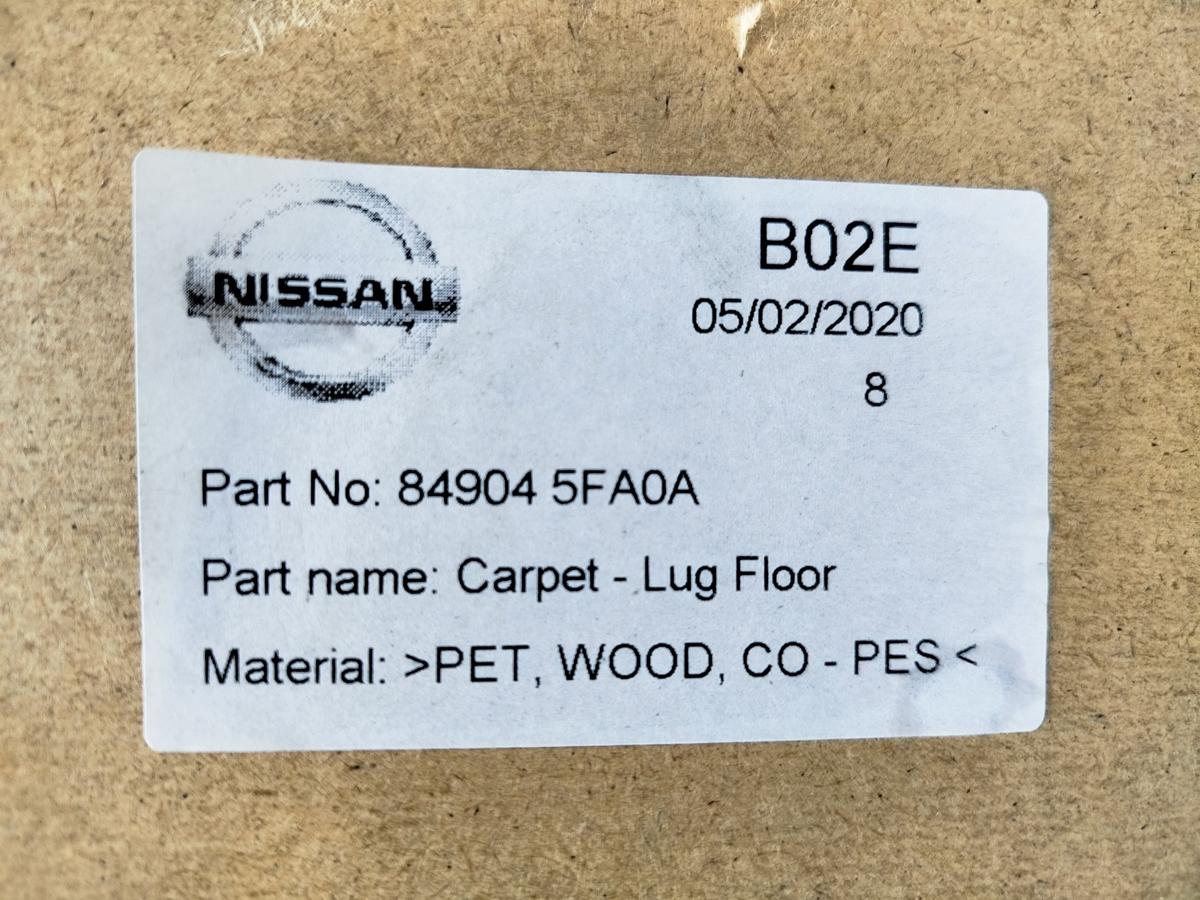 NISSAN
B02E
05/02/2020
8
Part No: 84904 5FA0A
Part name: Carpet - Lug Floor
Material: >PET, WOOD, CO - PES <